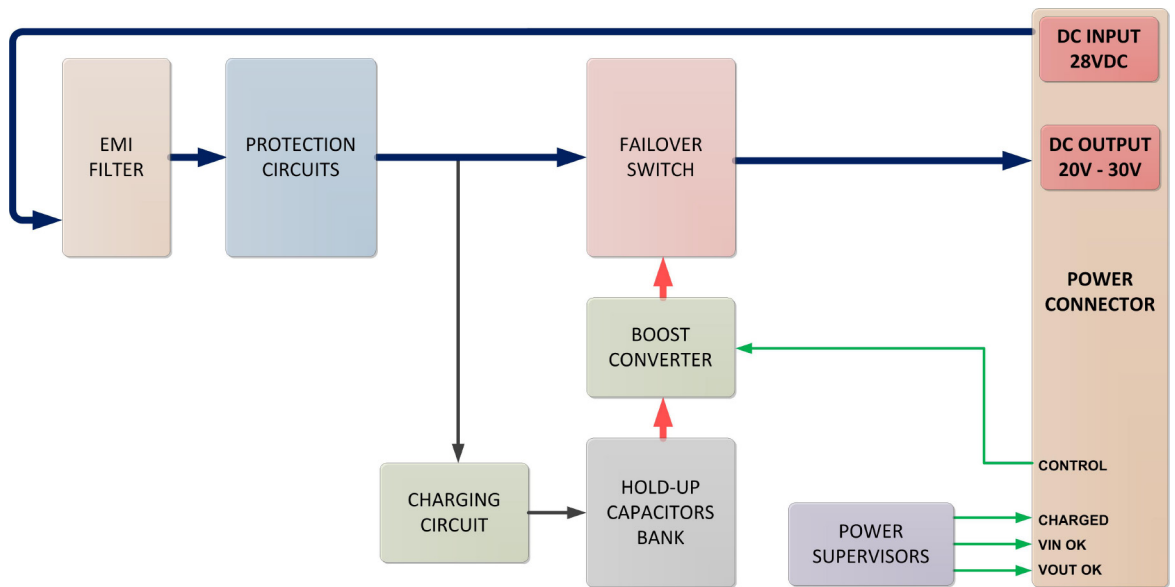 DC INPUT
28VDC
EMI
FILTER
PROTECTION
CIRCUITS
FAILOVER
SWITCH
DC OUTPUT
20V - 30V
POWER
CONNECTOR
BOOST
CONVERTER
CONTROL
CHARGING
CIRCUIT
HOLD-UP
CAPACITORS
BANK
POWER
SUPERVISORS
CHARGED
VIN OK
VOUT OK